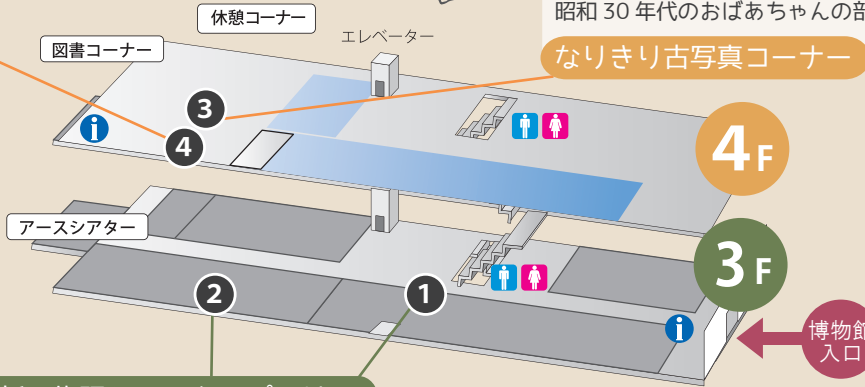 休憩コーナー
昭和30年代のおばあちゃんの部
図書コーナー
エレベーター
なりきり古写真コーナー
3
4
4F
アースシアター
3F
2
1
博物館
入口